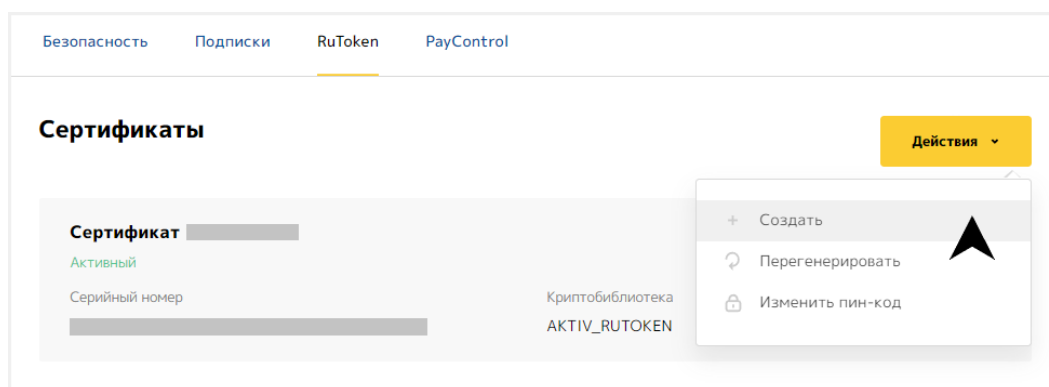 Безопасность Подписки RuToken PayControl
Сертификаты
Действия
Сертификат
Активный
Серийный номер
Криптобиблиотека
AKTIV_RUTOKEN
Создать
Перегенерировать
Изменить пин-код